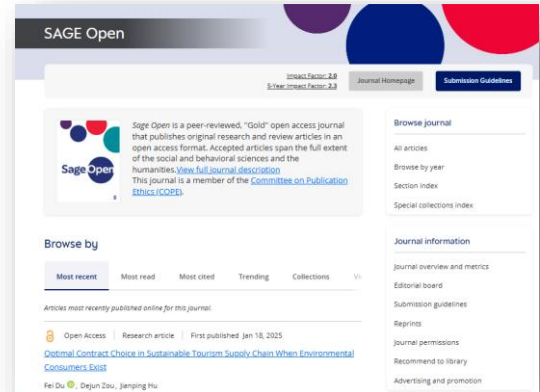 SAGE Open
Impact Factor: 2.0
5-Year Impact Factor: 2.3
Journal Homepage
Submission Guidelines
Sage Open
Sage Open is a peer-reviewed, "Gold" open access journal
that publishes original research and review articles in an
open access format. Accepted articles span the full extent
of the social and behavioral sciences and the
humanities.View full journal description
This journal is a member of the Committee on Publication
Ethics (COPE).
Browse journal
All articles
Browse by year
Section index
Special collections index
Browse by
Most recent
Most read
Most cited
Trending
Collections
Vi
Articles most recently published online for this journal.
Open Access
Research article
First published Jan 18, 2025
Optimal Contract Choice in Sustainable Tourism Supply Chain When Environmental
Consumers Exist
Fei Du
, Dejun Zou, Jianping Hu
Journal information
Journal overview and metrics
Editorial board
Submission guidelines
Reprints
Journal permissions
Recommend to library
Advertising and promotion